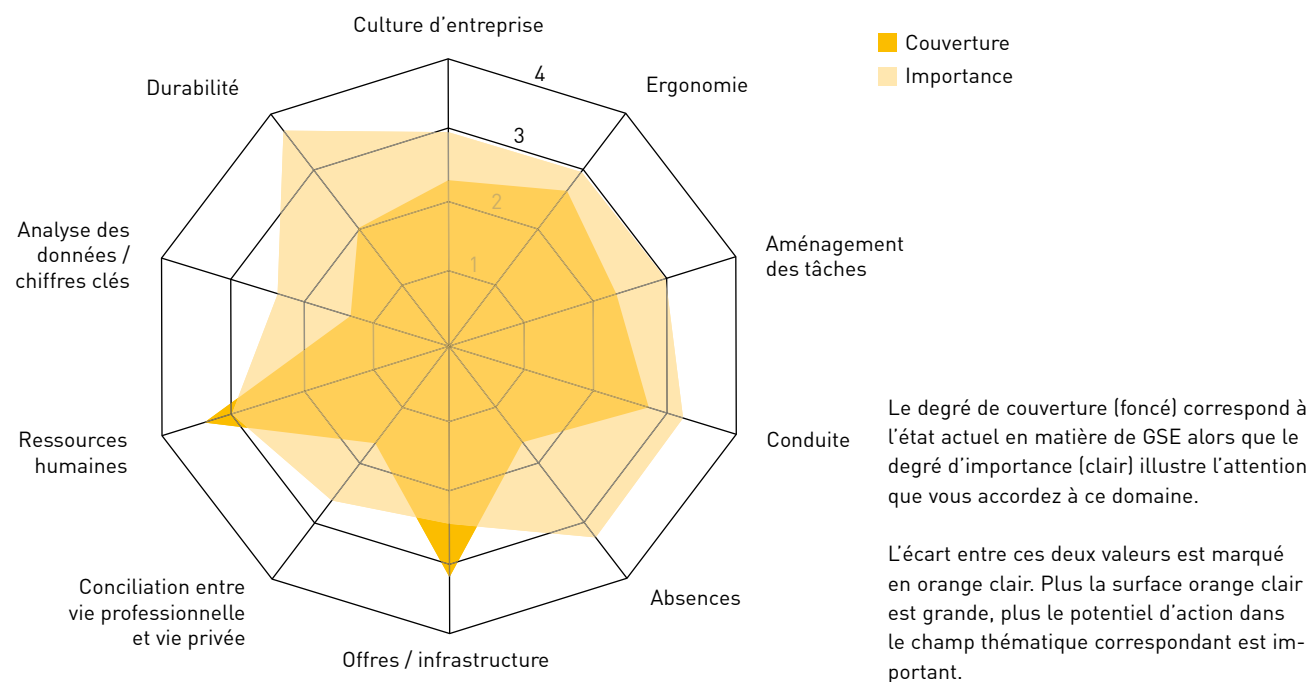 Culture d’entreprise
Couverture
Importance
Durabilité
4
Ergonomie
3
2
1
Analyse des
données /
chiffres clés
Aménagement
des tâches
Ressources
humaines
Conduite
Le degré de couverture (foncé) correspond à
l’état actuel en matière de GSE alors que le
degré d’importance (clair) illustre l’attention
que vous accordez à ce domaine.
L’écart entre ces deux valeurs est marqué
en orange clair. Plus la surface orange clair
est grande, plus le potentiel d’action dans
le champ thématique correspondant est im-
portant.
Conciliation entre
vie professionnelle
et vie privée
Absences
Offres / infrastructure